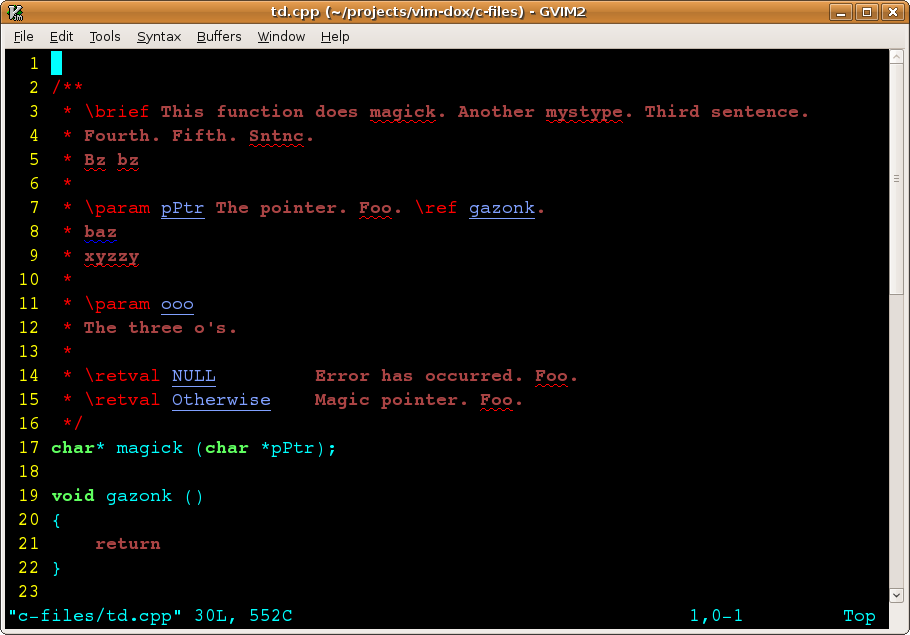 td.cpp (~/projects/vim-dox/c-files) - GVIM2
File Edit Tools Syntax Buffers Window Help
1
2 /**
3  * \brief This function does magick. Another mystype. Third sentence.
4  * Fourth. Fifth. Sntnc.
5  * Bz bz
6  *
7  * \param pPtr The pointer. Foo. \ref gazonk.
8  * baz
9  * xyzzy
10  *
11  * \param ooo
12  * The three o's.
13  *
14  * \retval NULL         Error has occurred. Foo.
15  * \retval Otherwise    Magic pointer. Foo.
16  */
17 char* magick (char *pPtr);
18
19 void gazonk ()
20 {
21     return
22 }
23
"c-files/td.cpp" 30L, 552C 1,0-1 Top